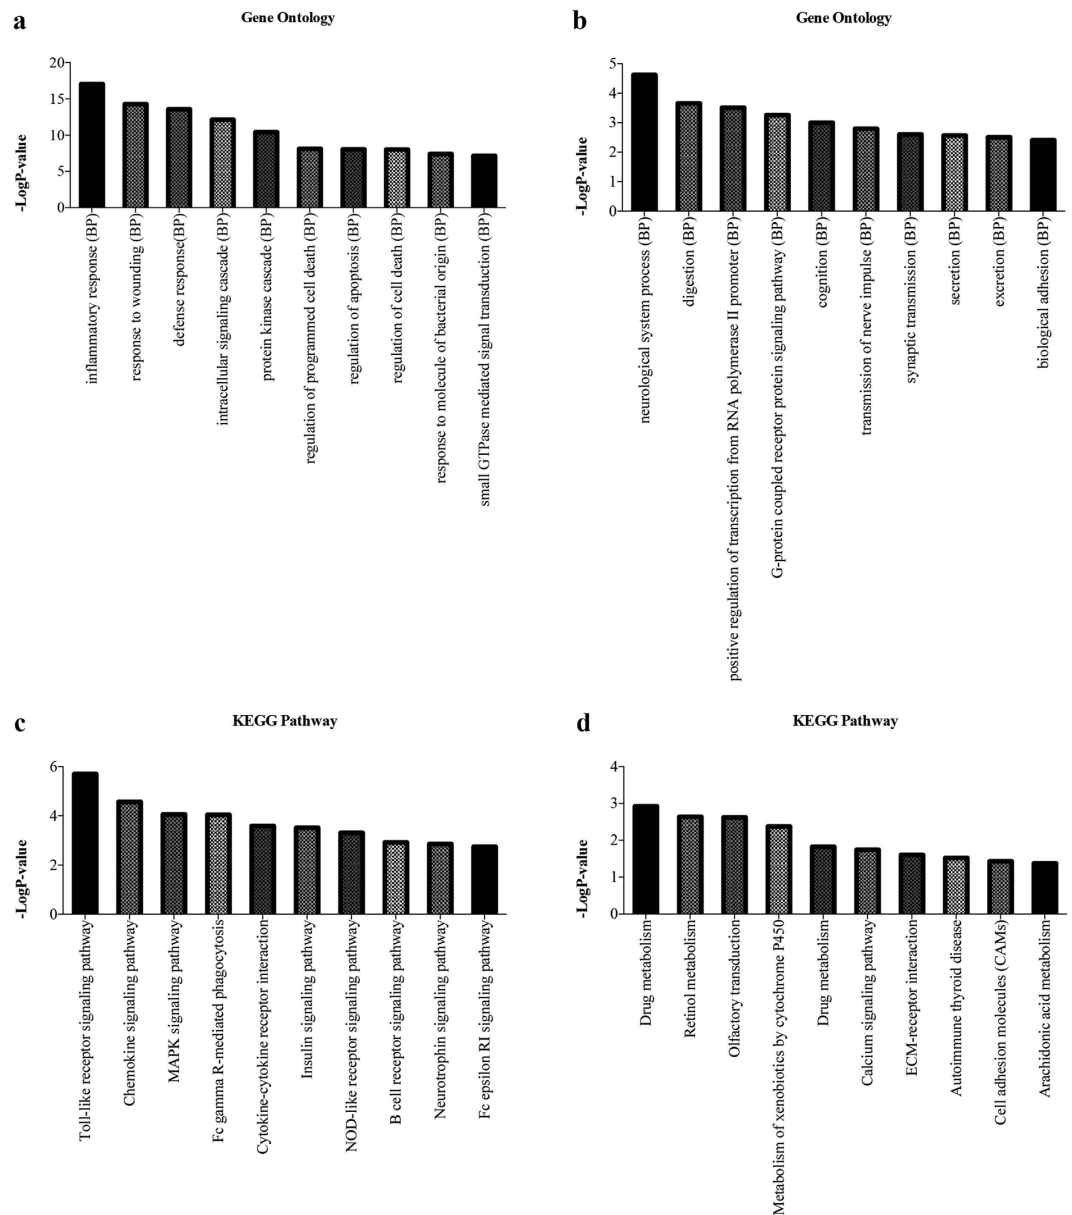 a
Gene Ontology
-LogP-value
20
15
10
5
0
inflammatory response (BP)
response to wounding (BP)
defense response(BP)
intracellular signaling cascade (BP)
protein kinase cascade (BP)
regulation of programmed cell death (BP)
regulation of apoptosis (BP)
regulation of cell death (BP)
response to molecule of bacterial origin (BP)
small GTPase mediated signal transduction (BP)
b
Gene Ontology
-LogP-value
5
4
3
2
1
0
neurological system process (BP)
digestion (BP)
positive regulation of transcription from RNA polymerase II promoter (BP)
G-protein coupled receptor protein signaling pathway (BP)
cognition (BP)
transmission of nerve impulse (BP)
synaptic transmission (BP)
secretion (BP)
excretion (BP)
biological adhesion (BP)
c
KEGG Pathway
-LogP-value
6
4
2
0
Toll-like receptor signaling pathway
Chemokine signaling pathway
MAPK signaling pathway
Fc gamma R-mediated phagocytosis
Cytokine-cytokine receptor interaction
Insulin signaling pathway
NOD-like receptor signaling pathway
B cell receptor signaling pathway
Neurotrophin signaling pathway
Fc epsilon RI signaling pathway
d
KEGG Pathway
-LogP-value
4
3
2
1
0
Drug metabolism
Retinol metabolism
Olfactory transduction
Metabolism of xenobiotics by cytochrome P450
Drug metabolism
Calcium signaling pathway
ECM-receptor interaction
Autoimmune thyroid disease
Cell adhesion molecules (CAMs)
Arachidonic acid metabolism